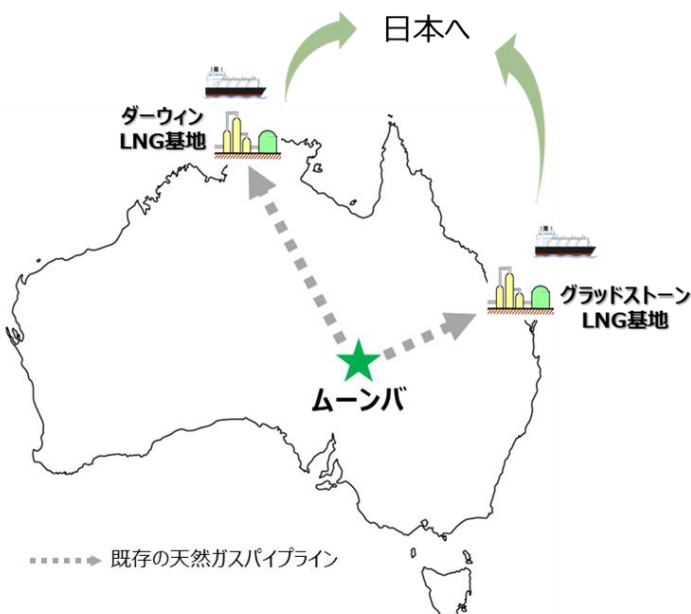 日本へ
ダーウィン
LNG基地
グラッドストーン
LNG基地
ムーンバ
既存の天然ガスパイプライン